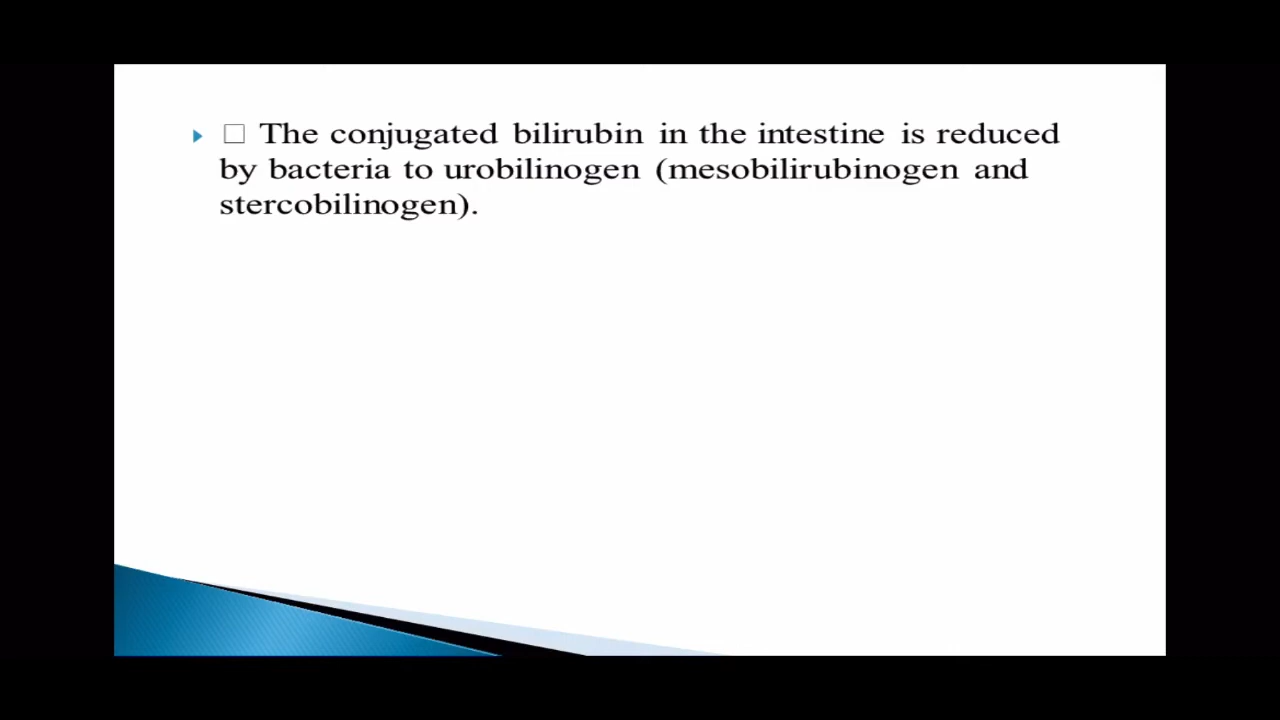 □ The conjugated bilirubin in the intestine is reduced
by bacteria to urobilinogen (mesobilirubinogen and
stercobilinogen).